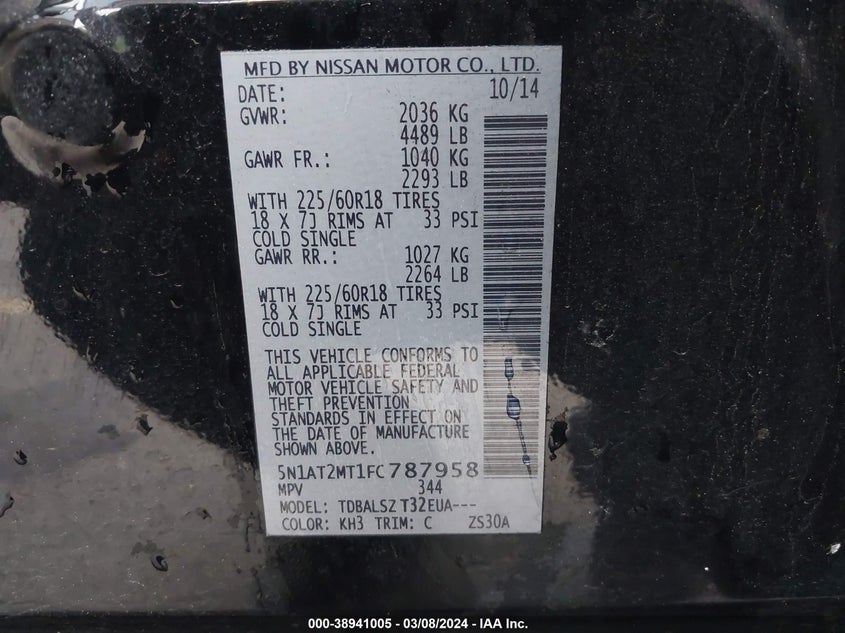 MFD BY NISSAN MOTOR CO., LTD.
DATE: 10/14
GVWR: 2036 KG
4489 LB
GAWR FR.: 1040 KG
2293 LB
WITH 225/60R18 TIRES
18 X 7J RIMS AT 33 PSI
COLD SINGLE
GAWR RR.: 1027 KG
2264 LB
WITH 225/60R18 TIRES
18 X 7J RIMS AT 33 PSI
COLD SINGLE
THIS VEHICLE CONFORMS TO
ALL APPLICABLE FEDERAL
MOTOR VEHICLE SAFETY AND
THEFT PREVENTION
STANDARDS IN EFFECT ON
THE DATE OF MANUFACTURE
SHOWN ABOVE.
5N1AT2MT1FC787958
MPV 344
MODEL: TDBALSZ T32EUA---
COLOR: KH3 TRIM: C ZS30A
000-38941005 - 03/08/2024 - IAA Inc.